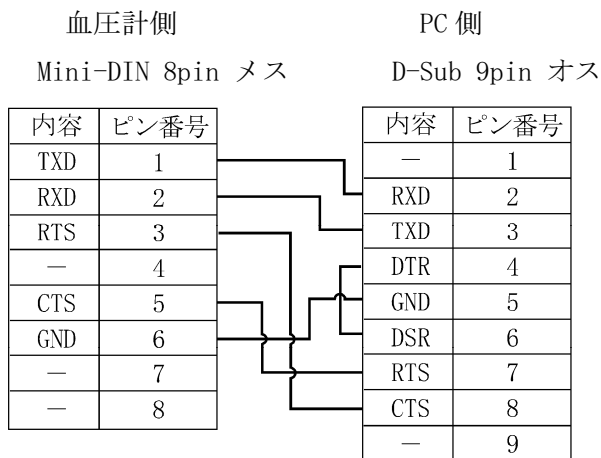 血圧計側
Mini-DIN 8pin メス
内容 ピン番号
TXD 1
RXD 2
RTS 3
— 4
CTS 5
GND 6
— 7
— 8
PC側
D-Sub 9pin オス
内容 ピン番号
— 1
RXD 2
TXD 3
DTR 4
GND 5
DSR 6
RTS 7
CTS 8
— 9